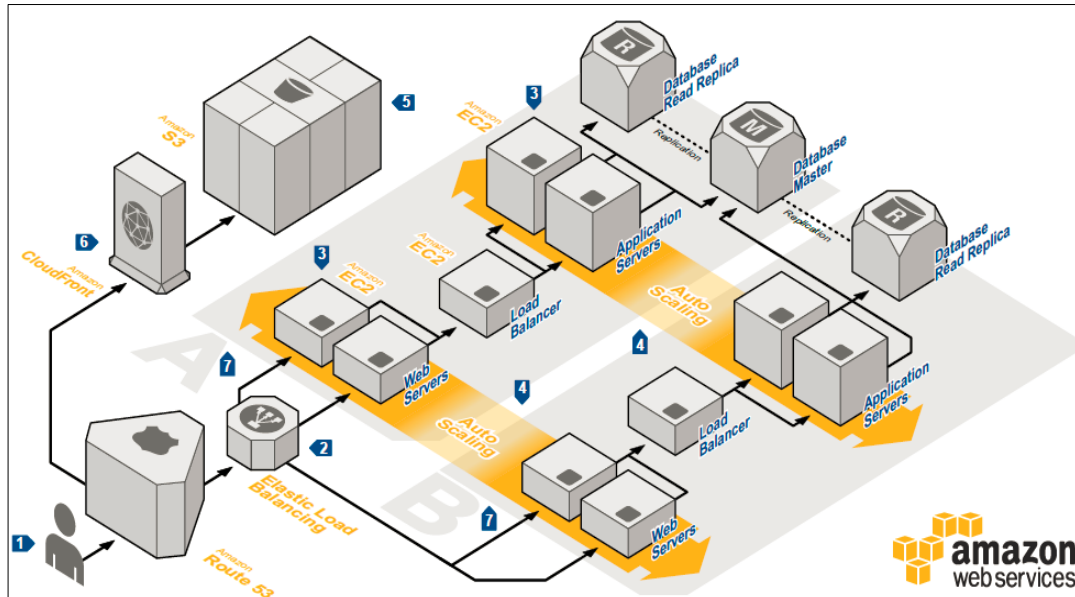 R
Database
Read Replica
5
3
Amazon
EC2
Amazon
S3
Replication
M
Database
Master
R
Database
Read Replica
Replication
6
Amazon
CloudFront
3
Amazon
EC2
Amazon
EC2
Application
Servers
Load
Balancer
Auto
Scaling
A
7
Web
Servers
4
4
Application
Servers
Load
Balancer
2
Auto
Scaling
Elastic Load
Balancing
B
7
Web
Servers
1
Amazon
Route 53
amazon
webservices